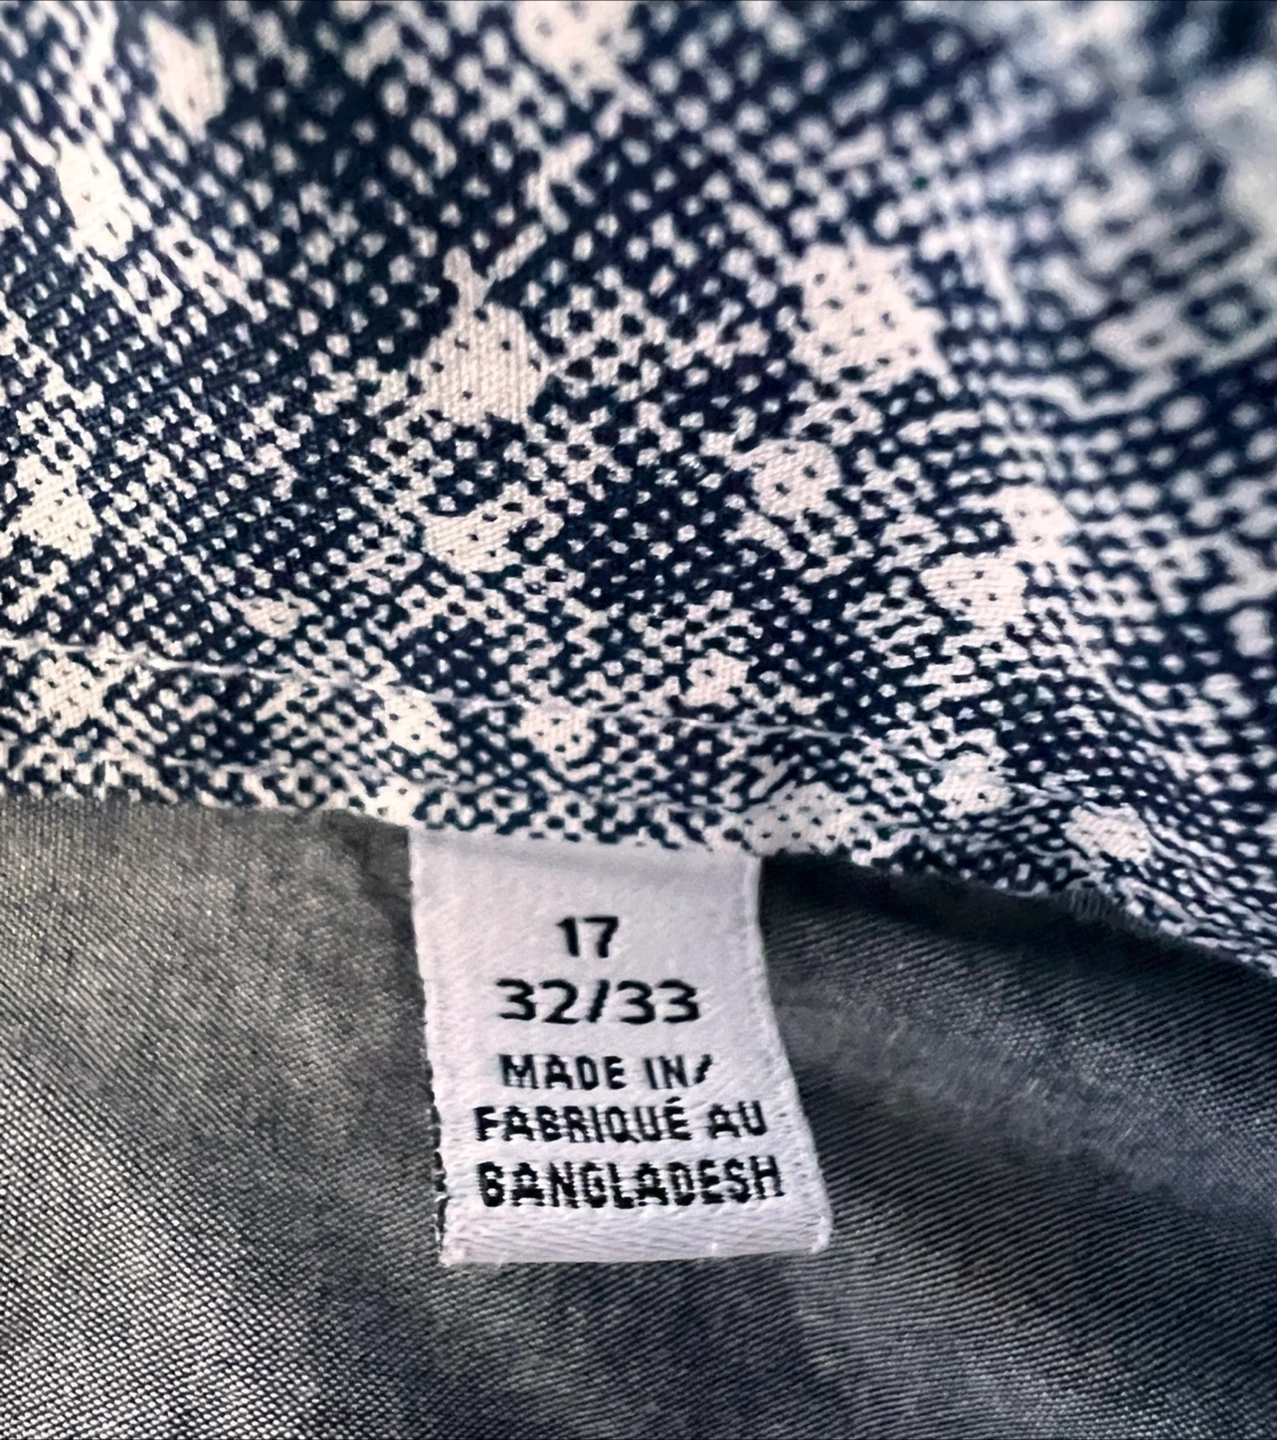 17
32/33
MADE IN/
FABRIQUÉ AU
BANGLADESH